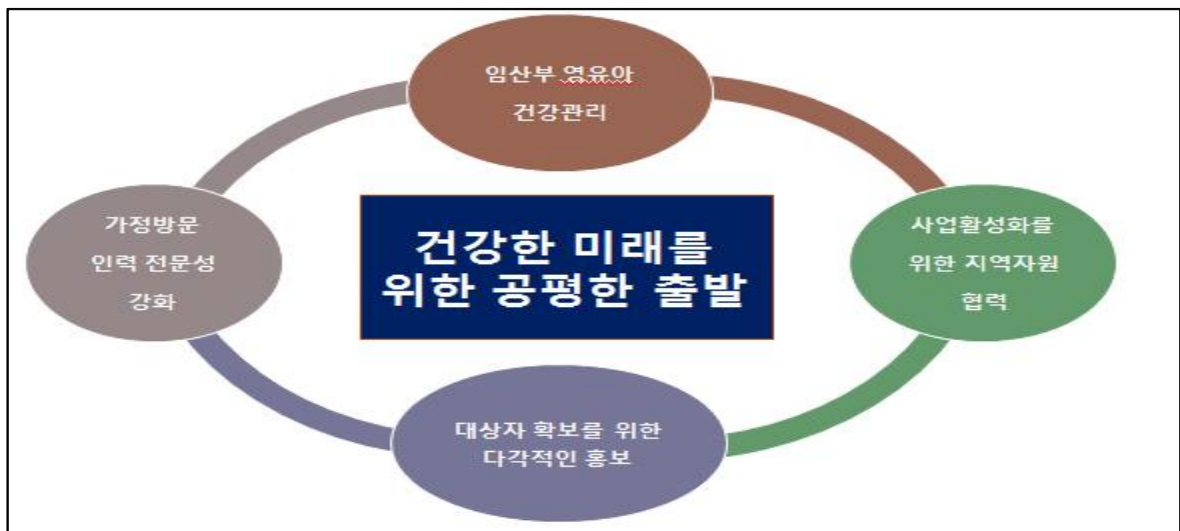 임산부 영유아
건강관리
가정방문
인력 전문성
강화
건강한 미래를
위한 공평한 출발
사업활성화를
위한 지역자원
협력
대상자 확보를 위한
다각적인 홍보